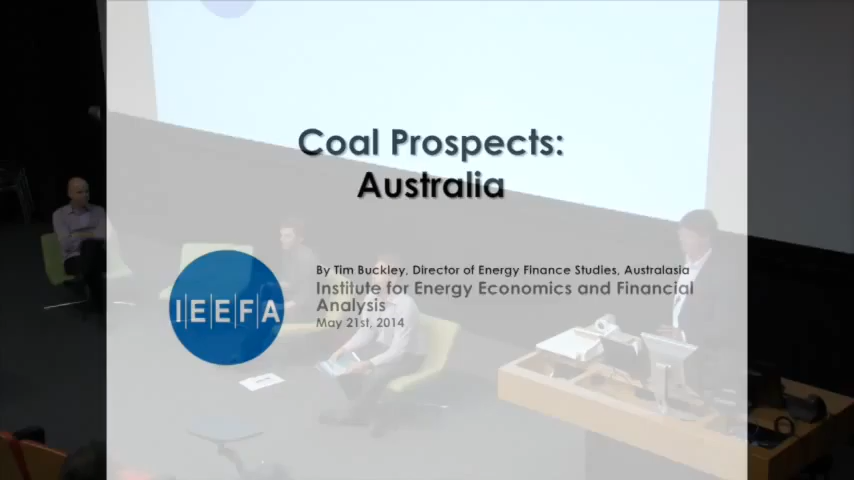 Coal Prospects:
Australia
By Tim Buckley, Director of Energy Finance Studies, Australasia
Institute for Energy Economics and Financial
Analysis
May 21st, 2014
I|E|E|F|A